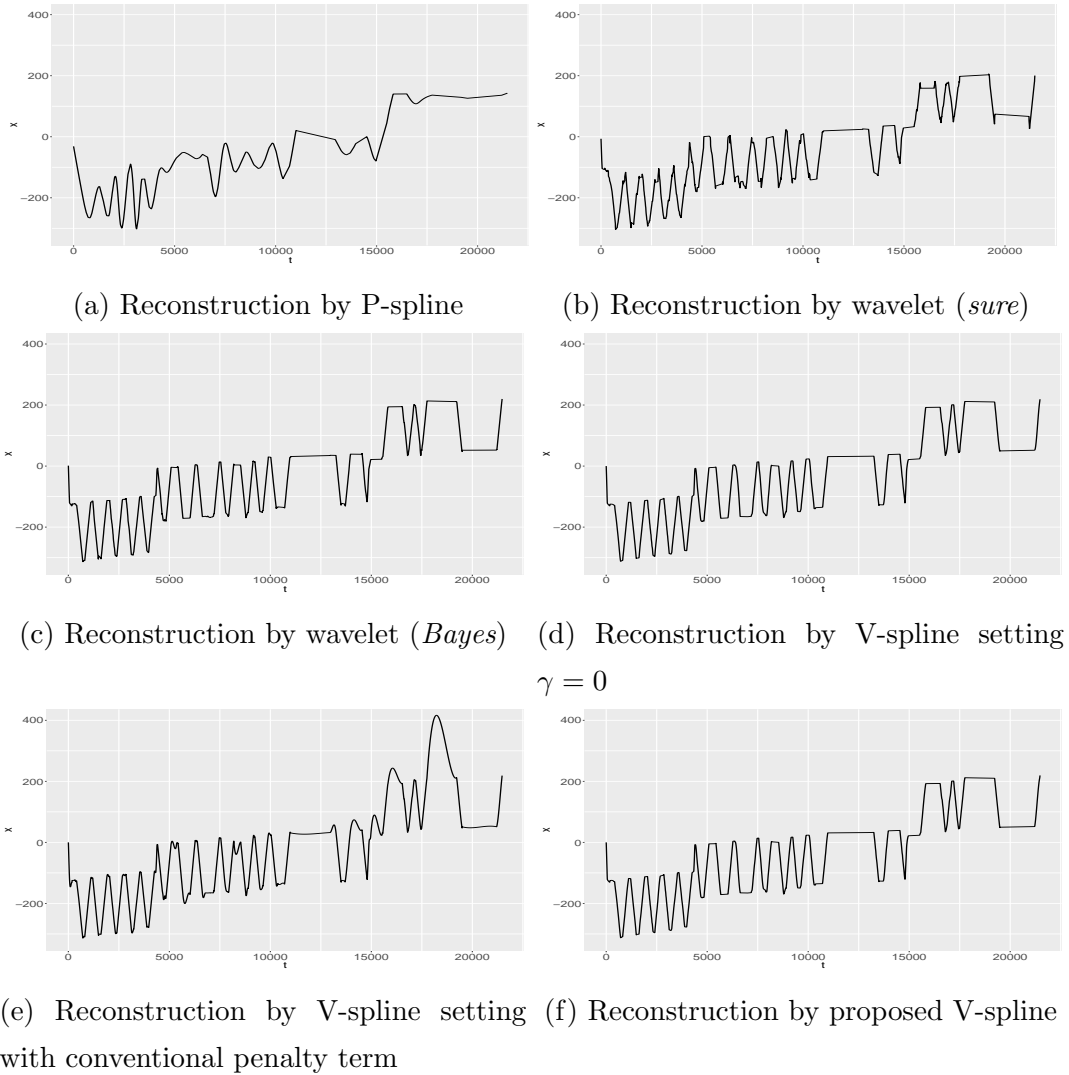 400
200
0
−200
x
0 5000 10000 15000 20000
t
400
200
0
−200
x
0 5000 10000 15000 20000
t
(a) Reconstruction by P-spline
(b) Reconstruction by wavelet (sure)
400
200
0
−200
x
0 5000 10000 15000 20000
t
400
200
0
−200
x
0 5000 10000 15000 20000
t
(c) Reconstruction by wavelet (Bayes)
(d) Reconstruction by V-spline setting
γ = 0
400
200
0
−200
x
0 5000 10000 15000 20000
t
400
200
0
−200
x
0 5000 10000 15000 20000
t
(e) Reconstruction by V-spline setting
with conventional penalty term
(f) Reconstruction by proposed V-spline